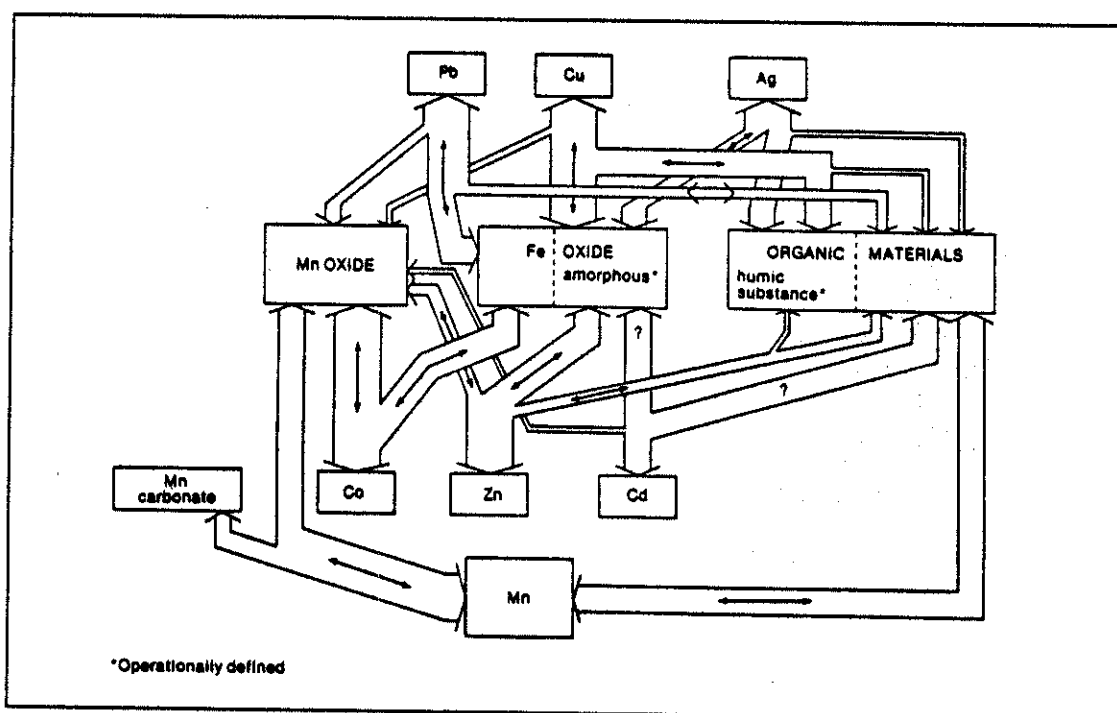 Pb
Cu
Ag
Mn OXIDE
Fe OXIDE
amorphous*
ORGANIC MATERIALS
humic
substance*
?
?
Mn
carbonate
Co
Zn
Cd
Mn
*Operationally defined